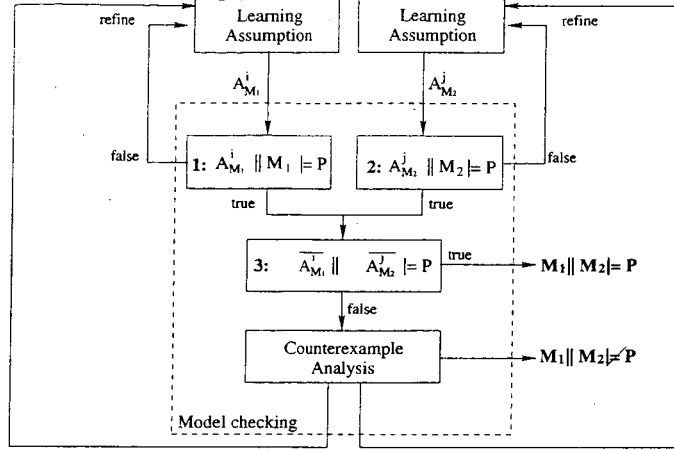 Learning
Assumption
Learning
Assumption
refine
refine
A^i_{M₁}
A^j_{M₂}
false
1: A^i_{M₁} || M₁ |= P
2: A^j_{M₂} || M₂ |= P
false
true
true
3: \overline{A^i_{M₁}} || \overline{A^j_{M₂}} |= P
true
M₁|| M₂|= P
false
Counterexample
Analysis
M₁|| M₂|≠ P
Model checking